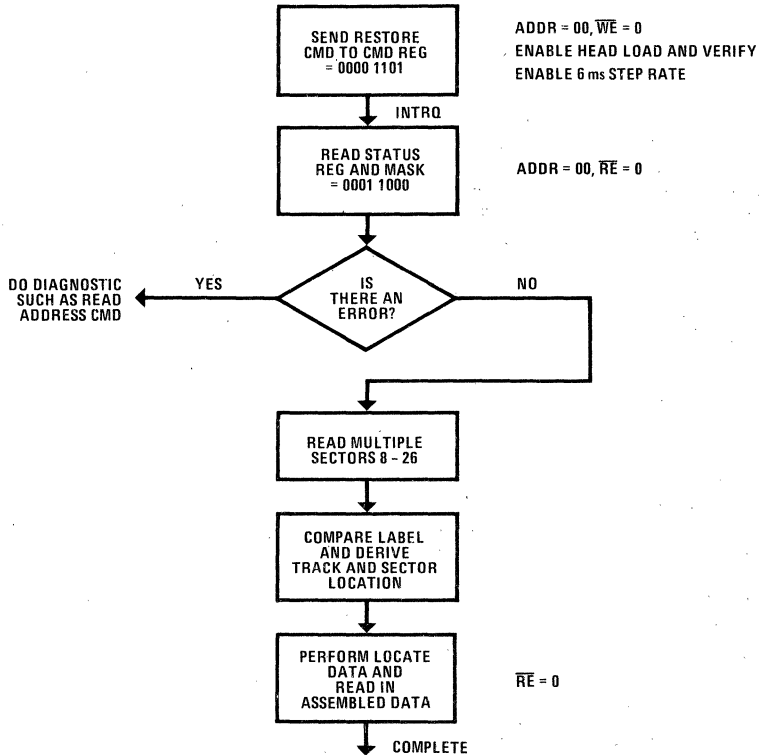 SEND RESTORE
CMD TO CMD REG
= 0000 1101
ADDR = 00, W̅E̅ = 0
ENABLE HEAD LOAD AND VERIFY
ENABLE 6 ms STEP RATE
INTRQ
READ STATUS
REG AND MASK
= 0001 1000
ADDR = 00, R̅E̅ = 0
DO DIAGNOSTIC
SUCH AS READ
ADDRESS CMD
YES
IS
THERE AN
ERROR?
NO
READ MULTIPLE
SECTORS 8 – 26
COMPARE LABEL
AND DERIVE
TRACK AND SECTOR
LOCATION
PERFORM LOCATE
DATA AND
READ IN
ASSEMBLED DATA
R̅E̅ = 0
COMPLETE